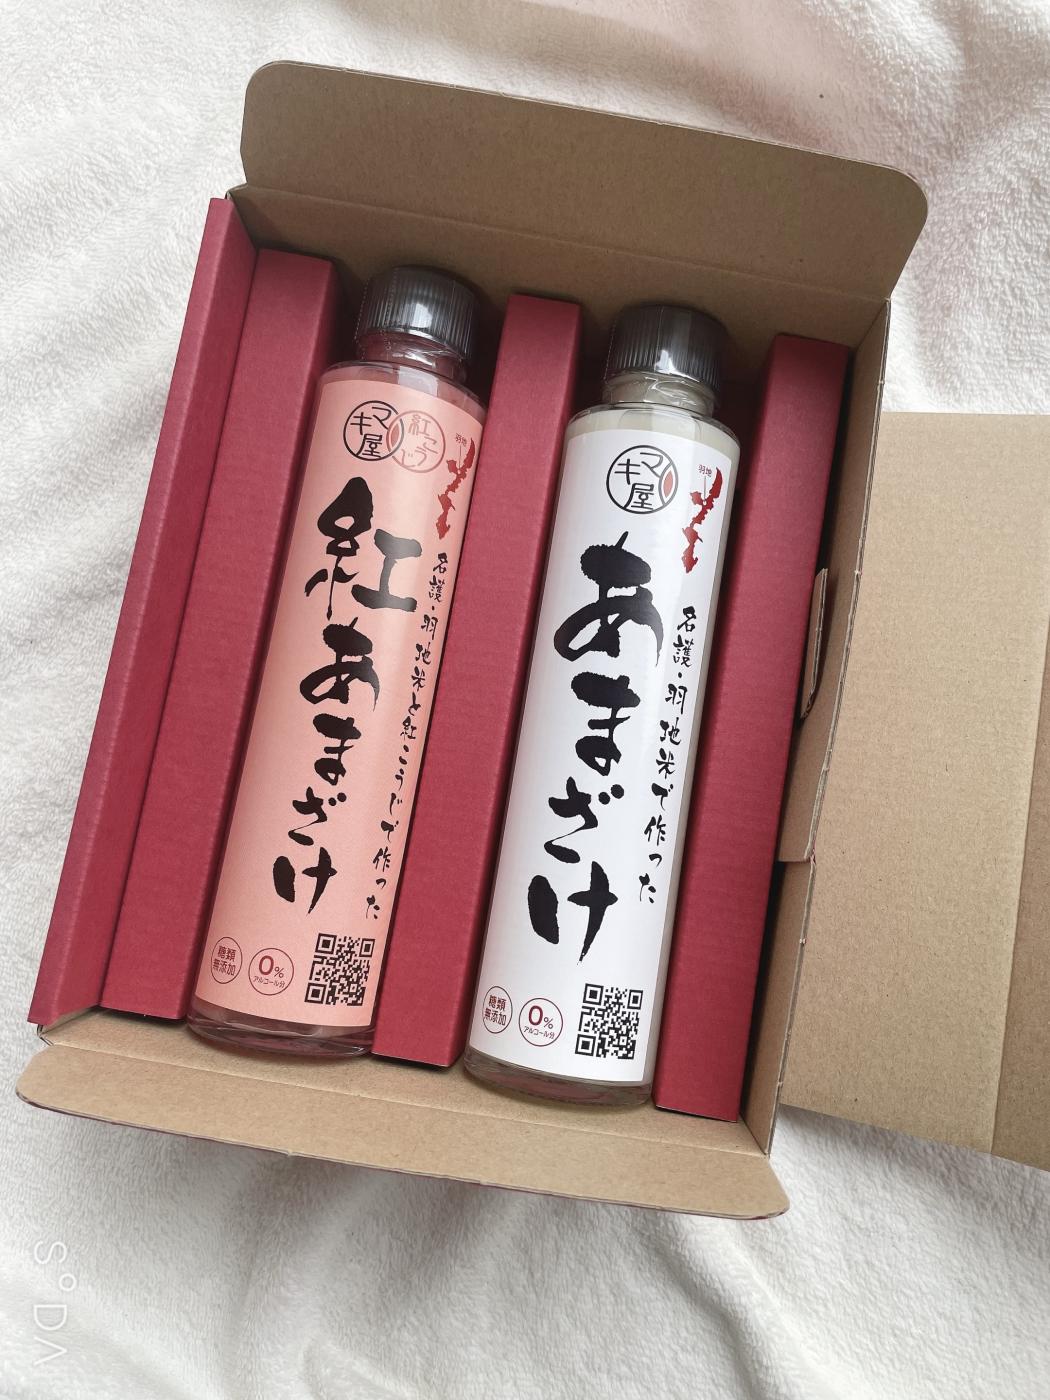 マキ屋
紅こうじ
羽地
米
名護・羽地米と紅こうじで作った
紅あまざけ
糖類
無添加
0%
アルコール分
マキ屋
羽地
米
名護・羽地米で作った
あまざけ
糖類
無添加
0%
アルコール分
SODA